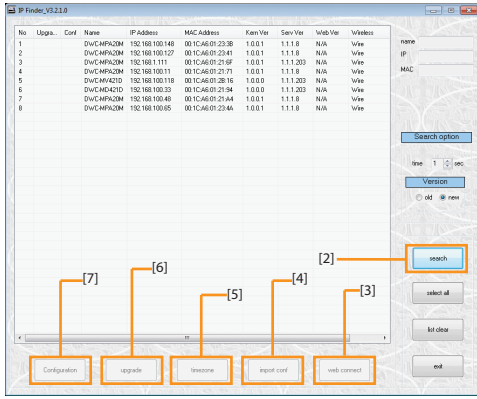 IP Finder_V3.2.1.0
No Upgra... Conf Name IP Address MAC Address Kern Ver Serv Ver Web Ver Wireless
1 DWC-MPA20M 192.168.100.148 00:1C:A6:01:23:3B 1.0.0.1 1.1.1.8 N/A Wire
2 DWC-MPA20M 192.168.100.127 00:1C:A6:01:23:41 1.0.0.1 1.1.1.8 N/A Wire
3 DWC-MPA20M 192.168.1.111 00:1C:A6:01:21:6F 1.0.0.1 1.1.1.203 N/A Wire
4 DWC-MPA20M 192.168.100.11 00:1C:A6:01:21:71 1.0.0.1 1.1.1.8 N/A Wire
5 DWC-MV421D 192.168.100.118 00:1C:A6:01:2B:16 1.0.0.0 1.1.1.203 N/A Wire
6 DWC-MD421D 192.168.100.33 00:1C:A6:01:21:94 1.0.0.0 1.1.1.203 N/A Wire
7 DWC-MPA20M 192.168.100.48 00:1C:A6:01:21:A4 1.0.0.1 1.1.1.8 N/A Wire
8 DWC-MPA20M 192.168.100.65 00:1C:A6:01:23:4A 1.0.0.1 1.1.1.8 N/A Wire
name
IP
MAC
Search option
time 1 sec
Version
old new
[2] search
[7] [6] [5] [4] [3]
select all
list clear
Configuration upgrade timezone import conf web connect exit